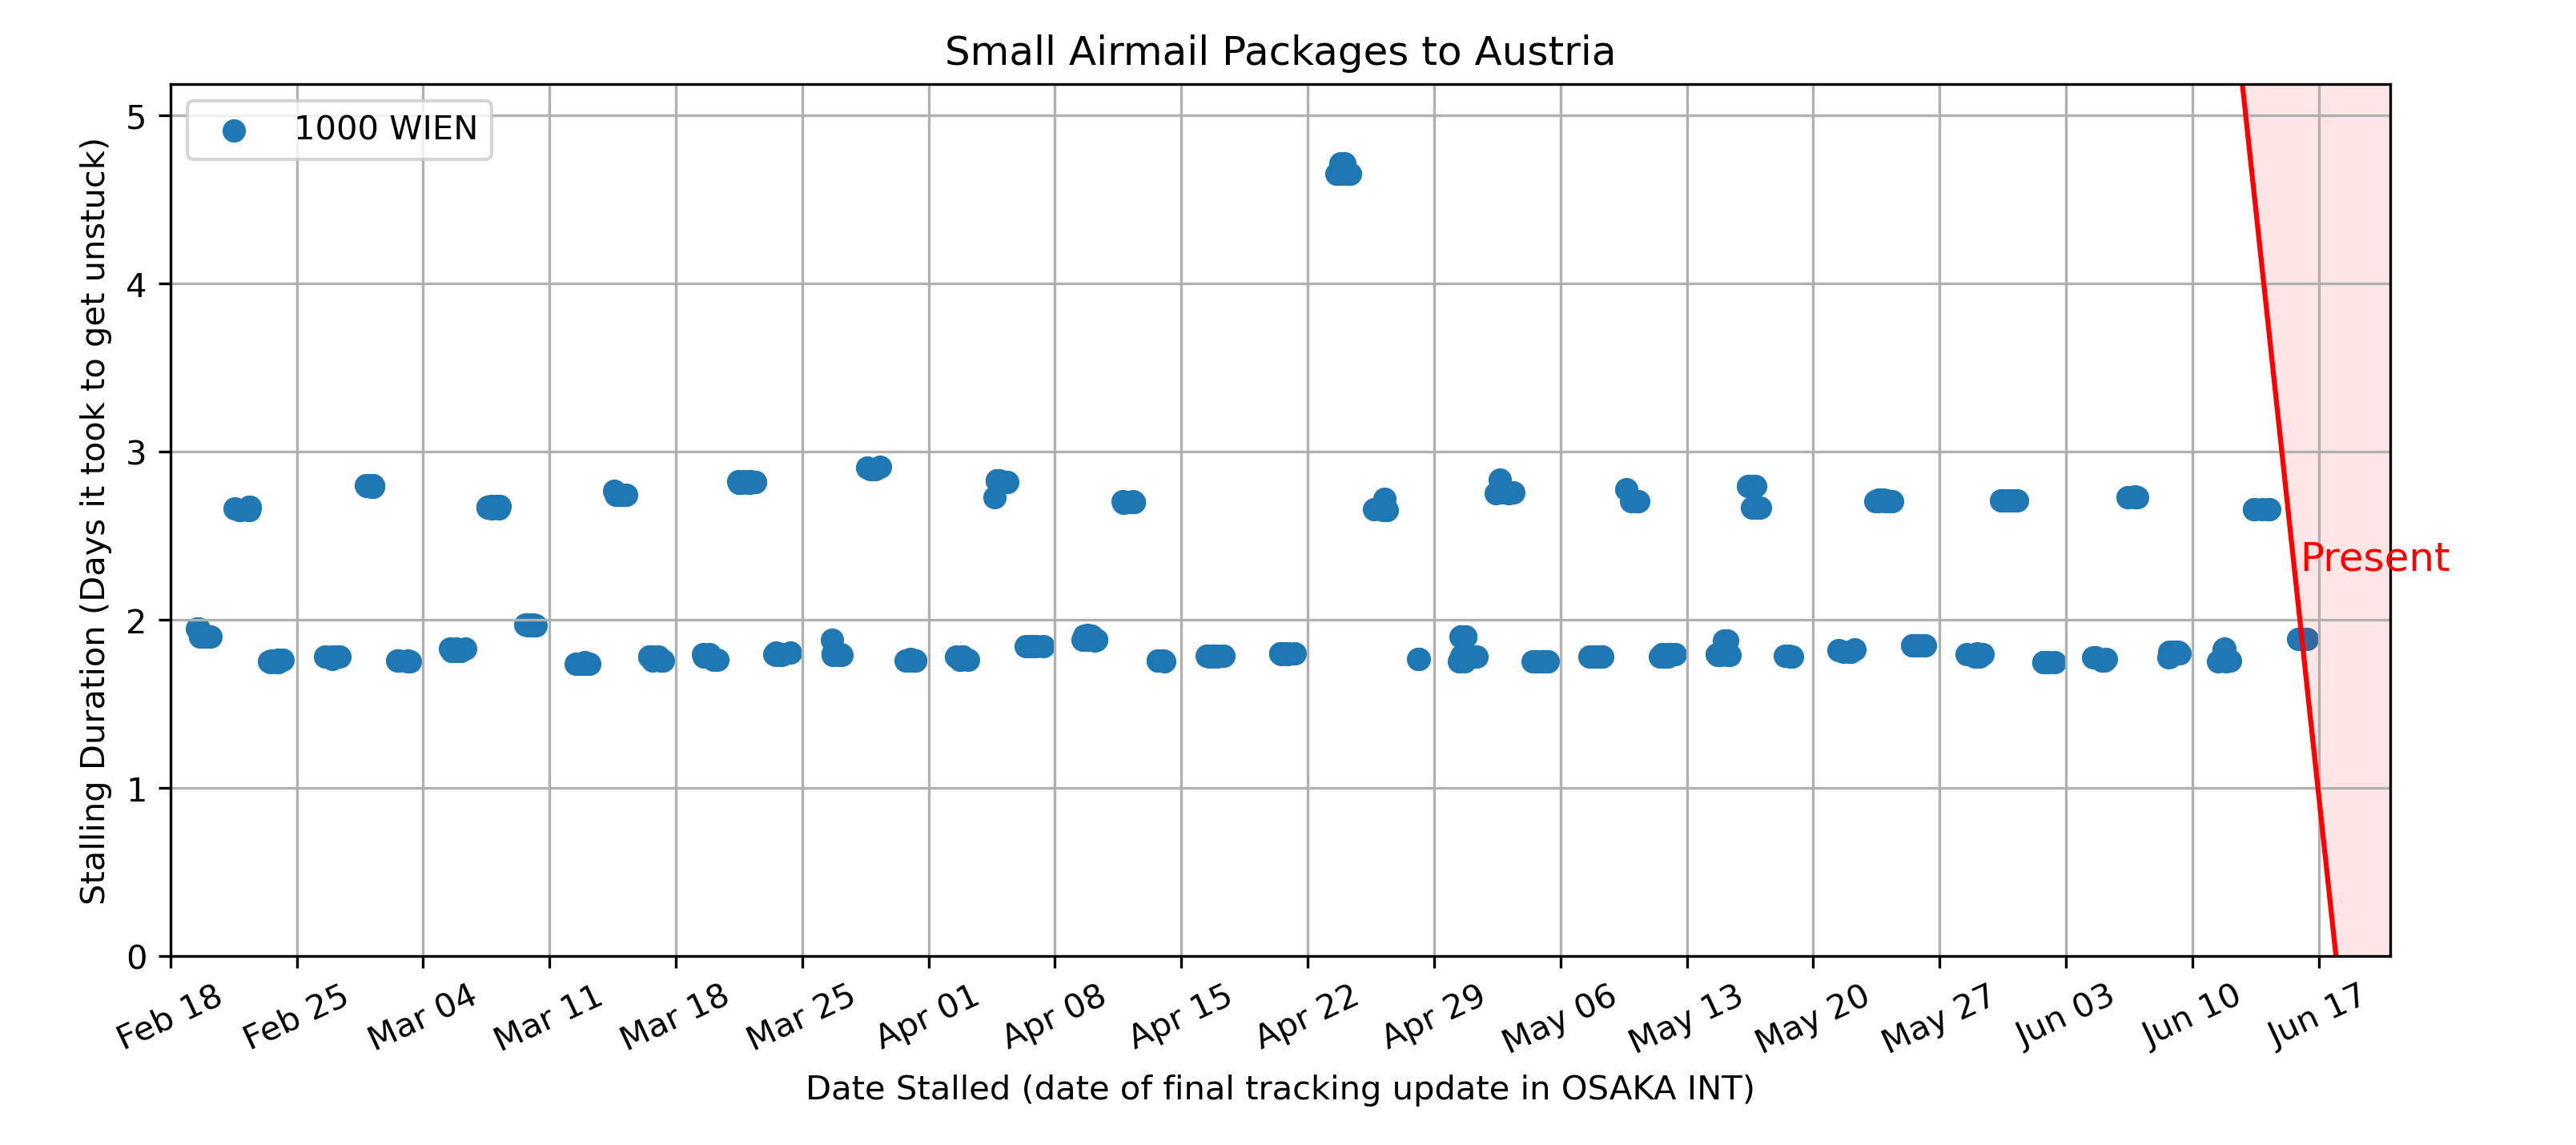 Small Airmail Packages to Austria
1000 WIEN
Stalling Duration (Days it took to get unstuck)
5
4
3
2
1
0
Present
Feb 18
Feb 25
Mar 04
Mar 11
Mar 18
Mar 25
Apr 01
Apr 08
Apr 15
Apr 22
Apr 29
May 06
May 13
May 20
May 27
Jun 03
Jun 10
Jun 17
Date Stalled (date of final tracking update in OSAKA INT)